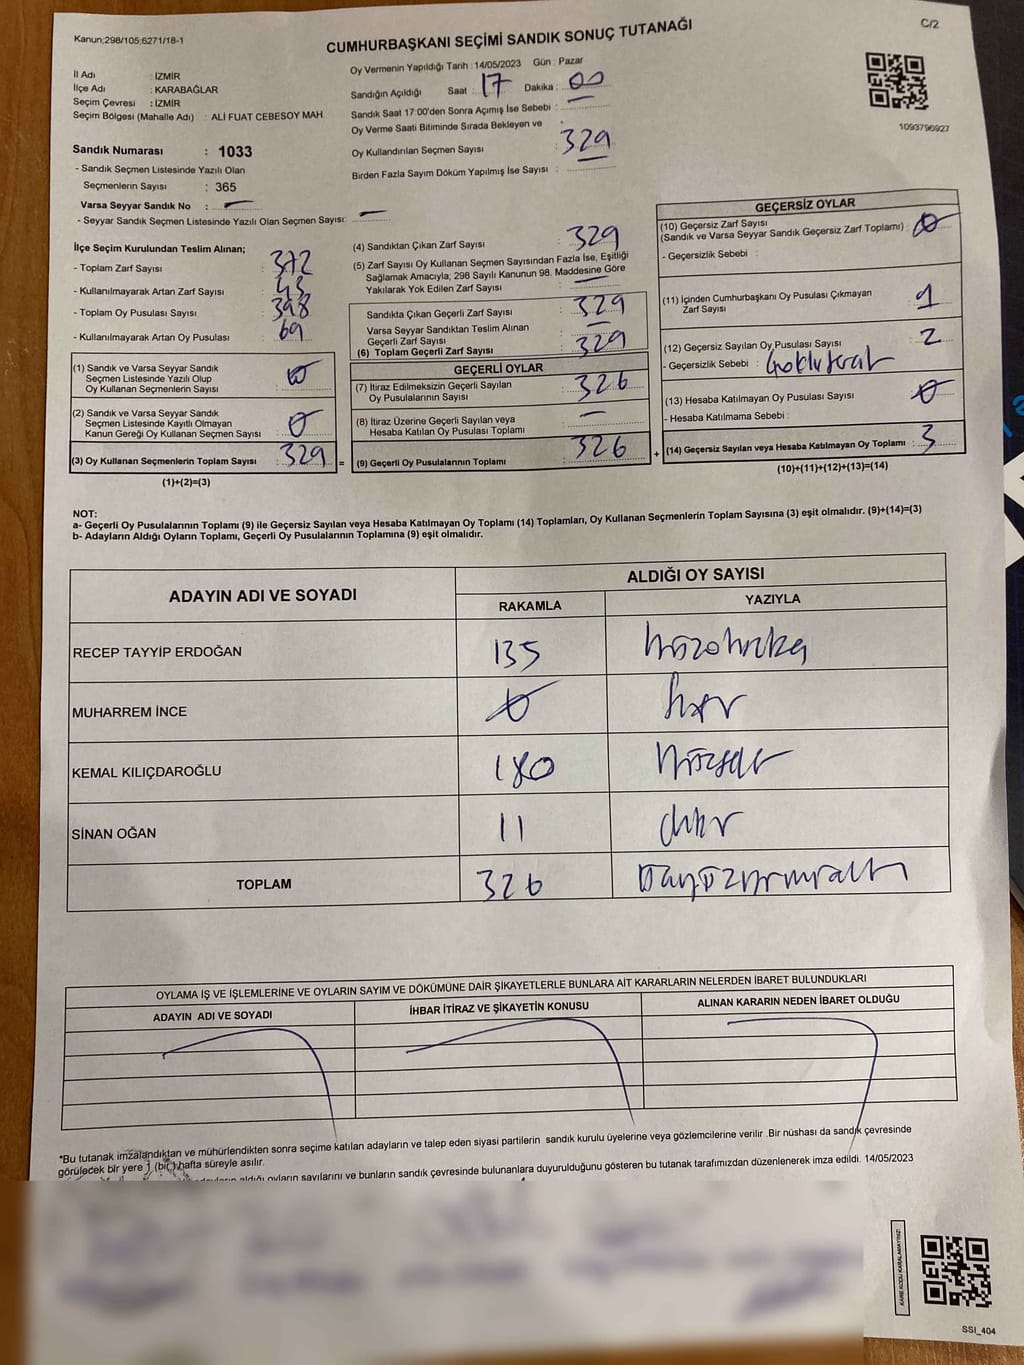 Kanun;298/105;6271/18-1
C/2
CUMHURBAŞKANI SEÇİMİ SANDIK SONUÇ TUTANAĞI
İl Adı : İZMİR
İlçe Adı : KARABAĞLAR
Seçim Çevresi : İZMİR
Seçim Bölgesi (Mahalle Adı) : ALİ FUAT CEBESOY MAH.
Sandık Numarası : 1033
- Sandık Seçmen Listesinde Yazılı Olan
Seçmenlerin Sayısı : 365
Varsa Seyyar Sandık No : —
- Seyyar Sandık Seçmen Listesinde Yazılı Olan Seçmen Sayısı: —
Oy Vermenin Yapıldığı Tarih : 14/05/2023 Gün : Pazar
Sandığın Açıldığı Saat : 17 Dakika : 00
Sandık Saat 17:00'den Sonra Açımış İse Sebebi :
Oy Verme Saati Bitiminde Sırada Bekleyen ve
Oy Kullandırılan Seçmen Sayısı : 329
Birden Fazla Sayım Döküm Yapılmış İse Sayısı :
1093796927
İlçe Seçim Kurulundan Teslim Alınan;
- Toplam Zarf Sayısı : 372
- Kullanılmayarak Artan Zarf Sayısı : 43
- Toplam Oy Pusulası Sayısı : 398
- Kullanılmayarak Artan Oy Pusulası : 69
(1) Sandık ve Varsa Seyyar Sandık
Seçmen Listesinde Yazılı Olup
Oy Kullanan Seçmenlerin Sayısı : 0
(2) Sandık ve Varsa Seyyar Sandık
Seçmen Listesinde Kayıtlı Olmayan
Kanun Gereği Oy Kullanan Seçmen Sayısı : 0
(3) Oy Kullanan Seçmenlerin Toplam Sayısı : 329 =
(1)+(2)=(3)
(4) Sandıktan Çıkan Zarf Sayısı : 329
(5) Zarf Sayısı Oy Kullanan Seçmen Sayısından Fazla İse, Eşitliği
Sağlamak Amacıyla; 298 Sayılı Kanunun 98. Maddesine Göre
Yakılarak Yok Edilen Zarf Sayısı : —
Sandıkta Çıkan Geçerli Zarf Sayısı : 329
Varsa Seyyar Sandıktan Teslim Alınan
Geçerli Zarf Sayısı : —
(6) Toplam Geçerli Zarf Sayısı : 329
GEÇERLİ OYLAR
(7) İtiraz Edilmeksizin Geçerli Sayılan
Oy Pusulalarının Sayısı : 326
(8) İtiraz Üzerine Geçerli Sayılan veya
Hesaba Katılan Oy Pusulası Toplamı : —
(9) Geçerli Oy Pusulalarının Toplamı : 326 +
GEÇERSİZ OYLAR
(10) Geçersiz Zarf Sayısı
(Sandık ve Varsa Seyyar Sandık Geçersiz Zarf Toplamı) : 0
- Geçersizlik Sebebi :
(11) İçinden Cumhurbaşkanı Oy Pusulası Çıkmayan
Zarf Sayısı : 1
(12) Geçersiz Sayılan Oy Pusulası Sayısı : 2
- Geçersizlik Sebebi :
(13) Hesaba Katılmayan Oy Pusulası Sayısı : 0
- Hesaba Katılmama Sebebi :
(14) Geçersiz Sayılan veya Hesaba Katılmayan Oy Toplamı : 3
(10)+(11)+(12)+(13)=(14)
NOT:
a- Geçerli Oy Pusulalarının Toplamı (9) ile Geçersiz Sayılan veya Hesaba Katılmayan Oy Toplamı (14) Toplamları, Oy Kullanan Seçmenlerin Toplam Sayısına (3) eşit olmalıdır. (9)+(14)=(3)
b- Adayların Aldığı Oyların Toplamı, Geçerli Oy Pusulalarının Toplamına (9) eşit olmalıdır.
ADAYIN ADI VE SOYADI
ALDIĞI OY SAYISI
RAKAMLA YAZIYLA
RECEP TAYYİP ERDOĞAN 135 yüzotuzbeş
MUHARREM İNCE 0 sıfır
KEMAL KILIÇDAROĞLU 180 yüzseksen
SİNAN OĞAN 11 onbir
TOPLAM 326 üçyüzyirmialtı
OYLAMA İŞ VE İŞLEMLERİNE VE OYLARIN SAYIM VE DÖKÜMÜNE DAİR ŞİKAYETLERLE BUNLARA AİT KARARLARIN NELERDEN İBARET BULUNDUKLARI
ADAYIN ADI VE SOYADI
İHBAR İTİRAZ VE ŞİKAYETİN KONUSU
ALINAN KARARIN NEDEN İBARET OLDUĞU
*Bu tutanak imzalandıktan ve mühürlendikten sonra seçime katılan adayların ve talep eden siyasi partilerin sandık kurulu üyelerine veya gözlemcilerine verilir .Bir nüshası da sandık çevresinde
görülecek bir yere 1 (bir) hafta süreyle asılır.
aldığı oyların sayılarını ve bunların sandık çevresinde bulunanlara duyurulduğunu gösteren bu tutanak tarafımızdan düzenlenerek imza edildi. 14/05/2023
KARE KODU KARALAMAYINIZ!
SSI_404